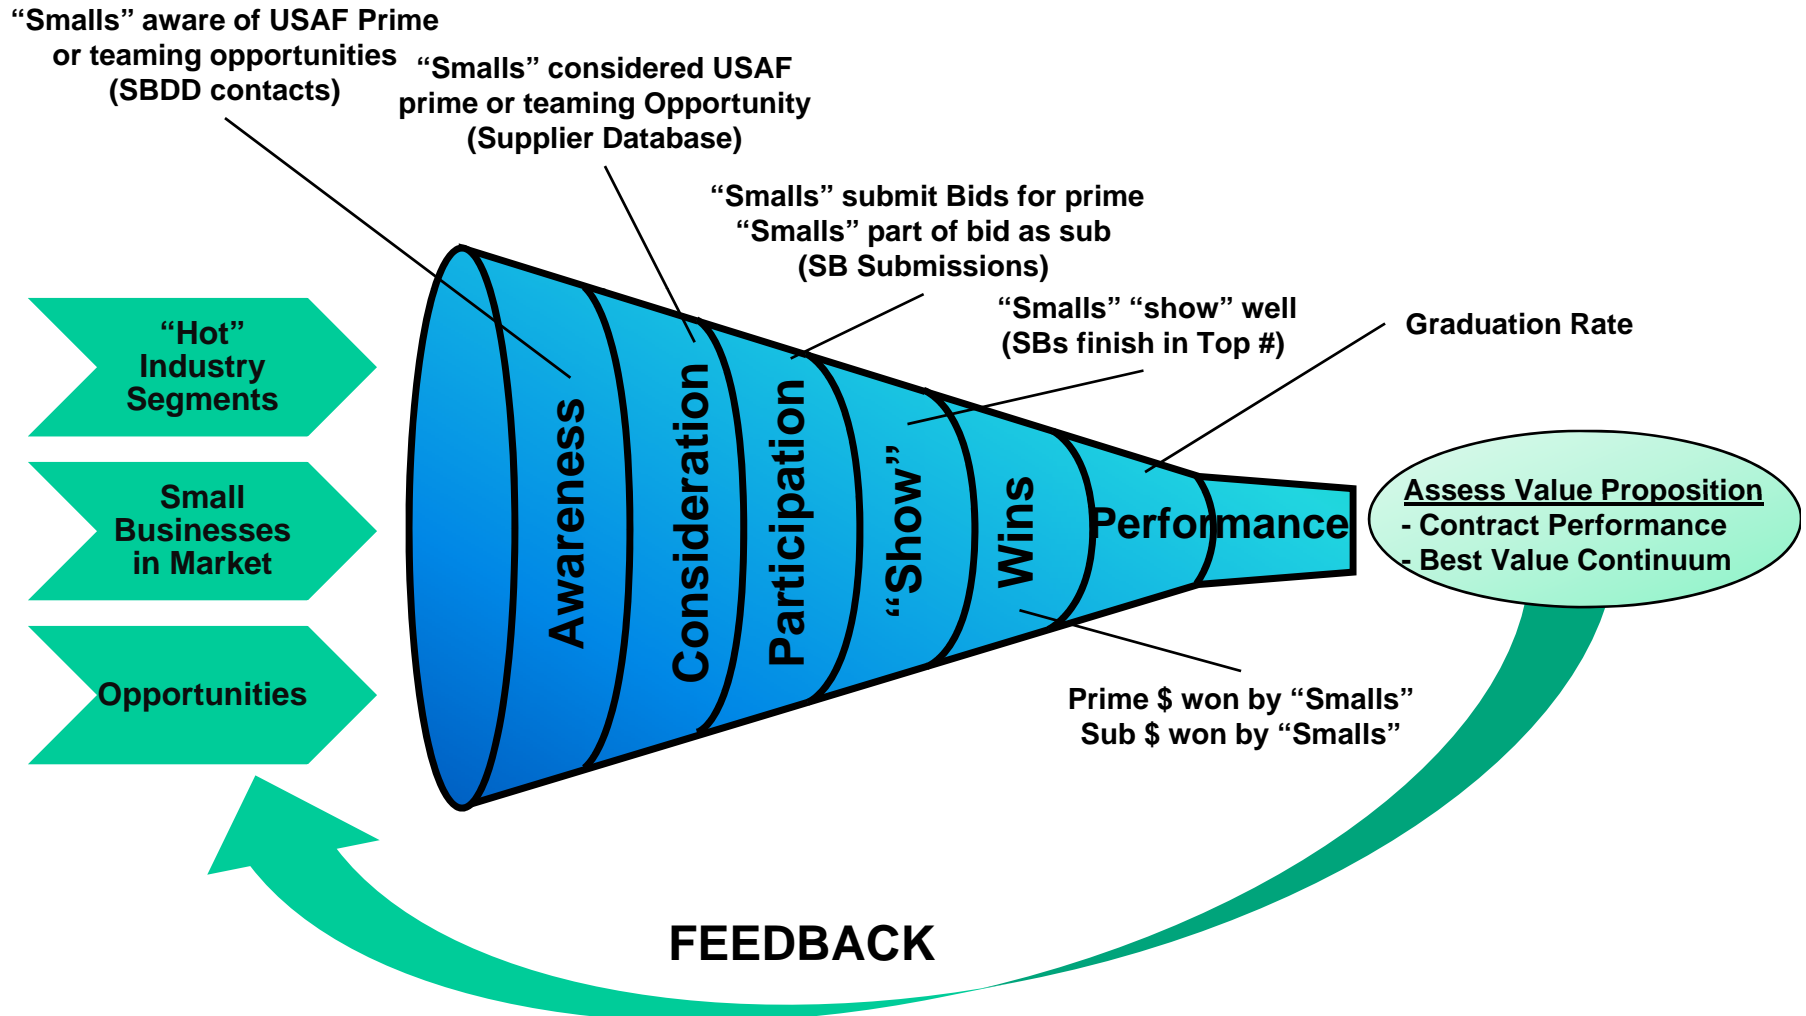 “Smalls” aware of USAF Prime
or teaming opportunities
(SBDD contacts)
“Smalls” considered USAF
prime or teaming Opportunity
(Supplier Database)
“Smalls” submit Bids for prime
“Smalls” part of bid as sub
(SB Submissions)
“Smalls” “show” well
(SBs finish in Top #)
Graduation Rate
“Hot”
Industry
Segments
Small
Businesses
in Market
Opportunities
Awareness
Consideration
Participation
“Show”
Wins
Performance
Assess Value Proposition
- Contract Performance
- Best Value Continuum
Prime $ won by “Smalls”
Sub $ won by “Smalls”
FEEDBACK